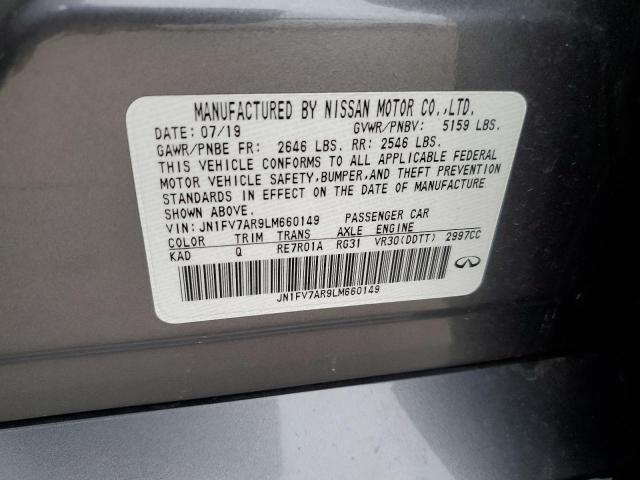 MANUFACTURED BY NISSAN MOTOR CO.,LTD.
DATE: 07/19 GVWR/PNBV: 5159 LBS.
GAWR/PNBE FR: 2646 LBS. RR: 2546 LBS.
THIS VEHICLE CONFORMS TO ALL APPLICABLE FEDERAL
MOTOR VEHICLE SAFETY,BUMPER,AND THEFT PREVENTION
STANDARDS IN EFFECT ON THE DATE OF MANUFACTURE
SHOWN ABOVE.
VIN: JN1FV7AR9LM660149 PASSENGER CAR
COLOR TRIM TRANS AXLE ENGINE
KAD Q RE7R01A RG31 VR30(DDTT) 2997CC
JN1FV7AR9LM660149